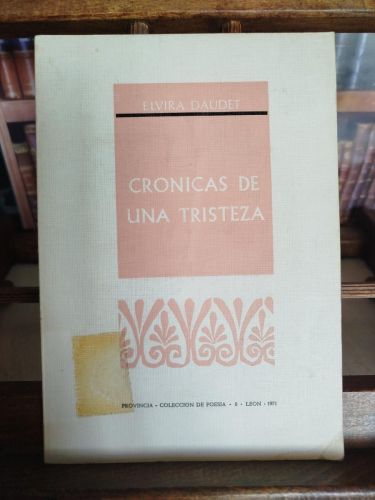 ELVIRA DAUDET
CRONICAS DE
UNA TRISTEZA
PROVINCIA - COLECCION DE POESIA - 8 - LEON - 1971